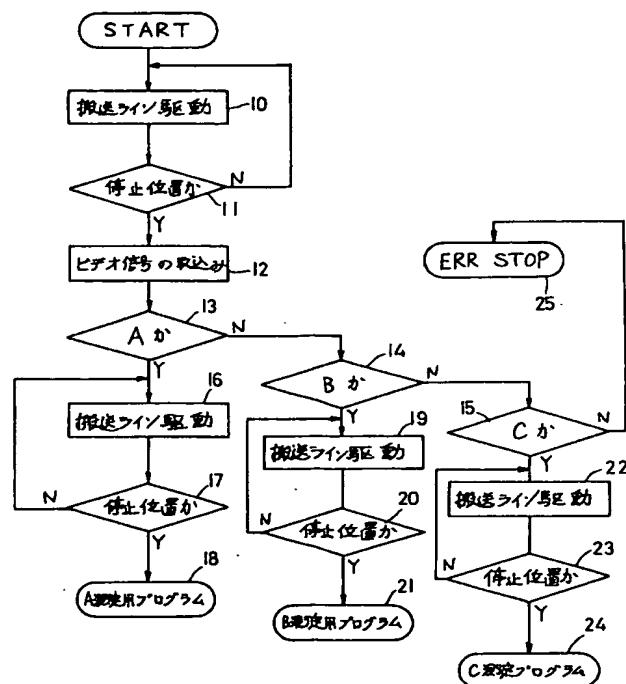 START
搬送ライン駆動
10
停止位置か
N
11
Y
ビデオ信号の取込み
12
13
Aか
N
Y
14
Bか
N
Y
15
Cか
N
Y
ERR STOP
25
16
搬送ライン駆動
17
停止位置か
N
Y
18
A測定用プログラム
19
搬送ライン駆動
20
停止位置か
N
Y
21
B測定用プログラム
22
搬送ライン駆動
23
停止位置か
N
Y
24
C測定プログラム